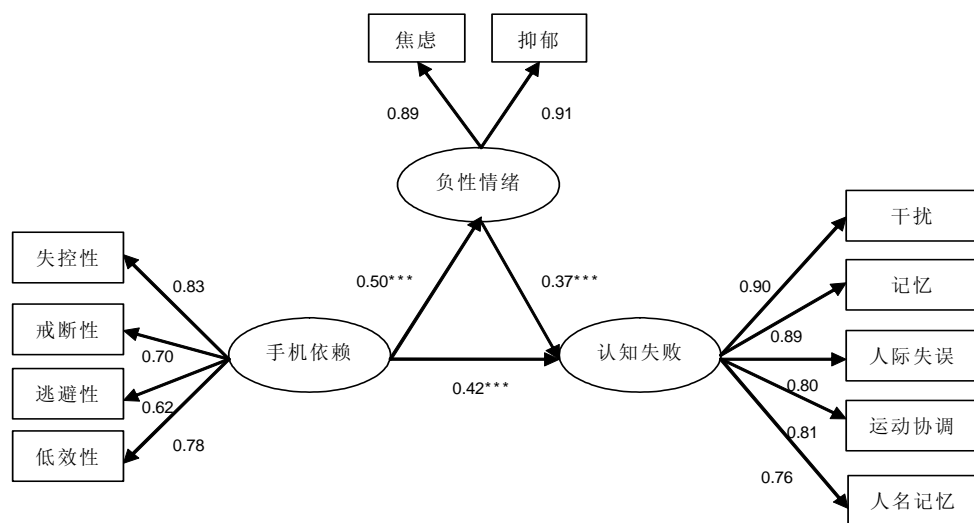 焦虑
抑郁
0.89
0.91
负性情绪
失控性
戒断性
逃避性
低效性
0.83
0.70
0.62
0.78
手机依赖
0.50***
0.37***
0.42***
认知失败
0.90
0.89
0.80
0.81
0.76
干扰
记忆
人际失误
运动协调
人名记忆